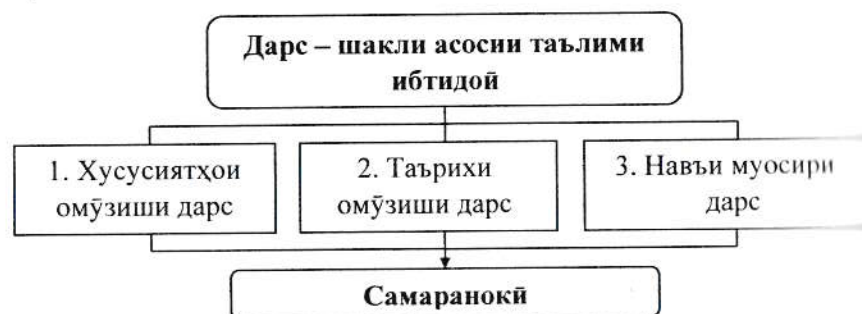 Дарс – шакли асосии таълими
ибтидоӣ
1. Хусусиятҳои
омӯзиши дарс
2. Таърихи
омӯзиши дарс
3. Навъи муосири
дарс
Самаранокӣ